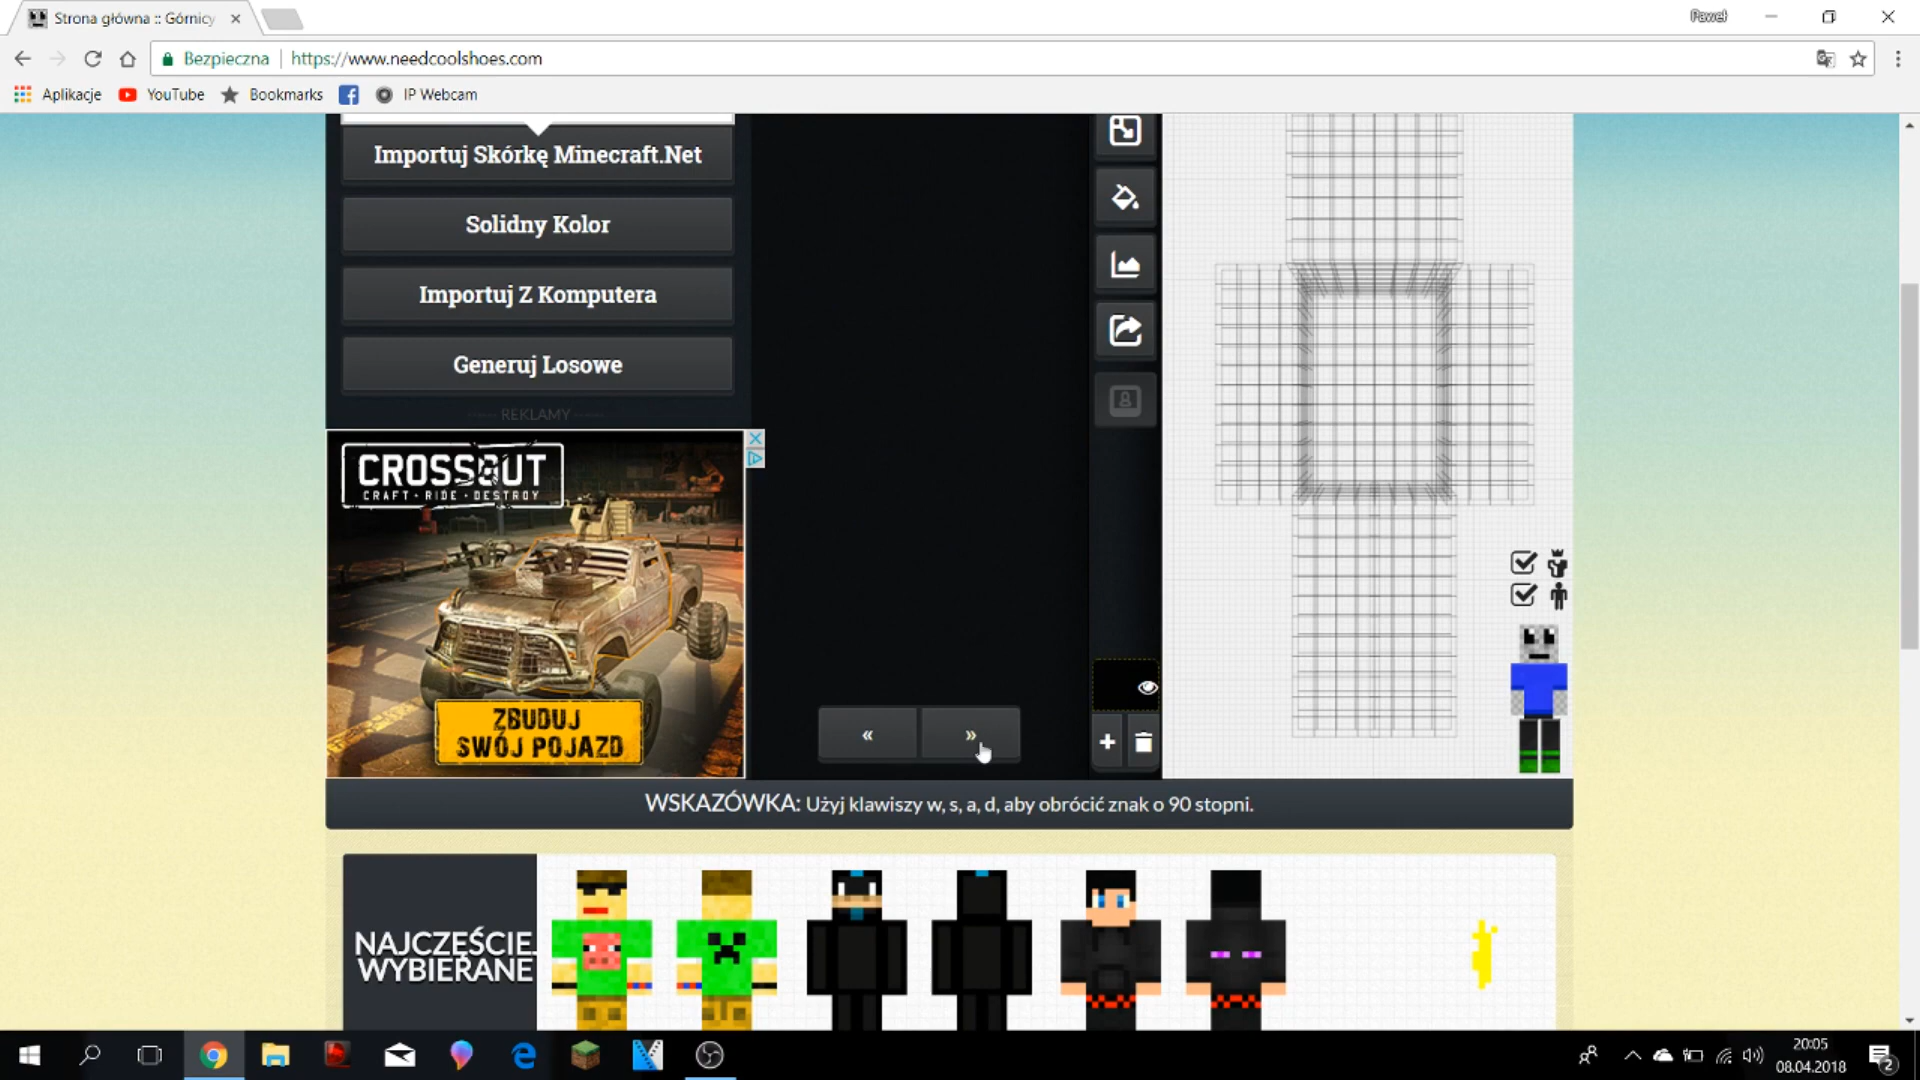 Strona główna :: Górnicy
Paweł
Bezpieczna
https://www.needcoolshoes.com
Aplikacje
YouTube
Bookmarks
IP Webcam
Importuj Skórkę Minecraft.Net
Solidny Kolor
Importuj Z Komputera
Generuj Losowe
------ REKLAMY ------
CROSSOUT
CRAFT • RIDE • DESTROY
ZBUDUJ
SWÓJ POJAZD
«
»
WSKAZÓWKA: Użyj klawiszy w, s, a, d, aby obrócić znak o 90 stopni.
NAJCZĘŚCIE
WYBIERANE
20:05
08.04.2018
2